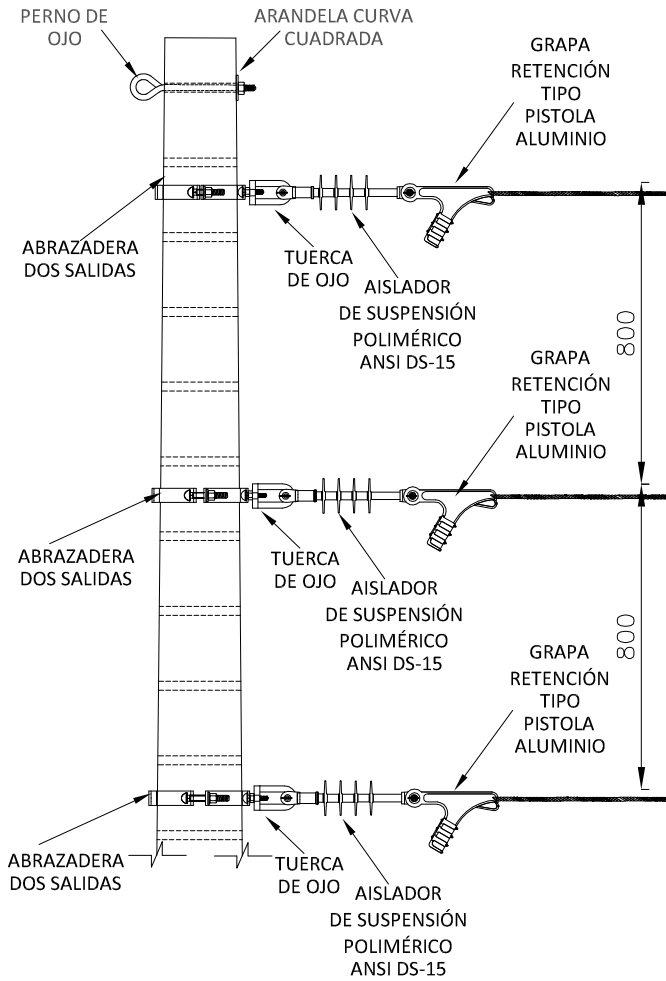 PERNO DE
OJO
ARANDELA CURVA
CUADRADA
GRAPA
RETENCIÓN
TIPO
PISTOLA
ALUMINIO
ABRAZADERA
DOS SALIDAS
TUERCA
DE OJO
AISLADOR
DE SUSPENSIÓN
POLIMÉRICO
ANSI DS-15
800
GRAPA
RETENCIÓN
TIPO
PISTOLA
ALUMINIO
ABRAZADERA
DOS SALIDAS
TUERCA
DE OJO
AISLADOR
DE SUSPENSIÓN
POLIMÉRICO
ANSI DS-15
800
GRAPA
RETENCIÓN
TIPO
PISTOLA
ALUMINIO
ABRAZADERA
DOS SALIDAS
TUERCA
DE OJO
AISLADOR
DE SUSPENSIÓN
POLIMÉRICO
ANSI DS-15